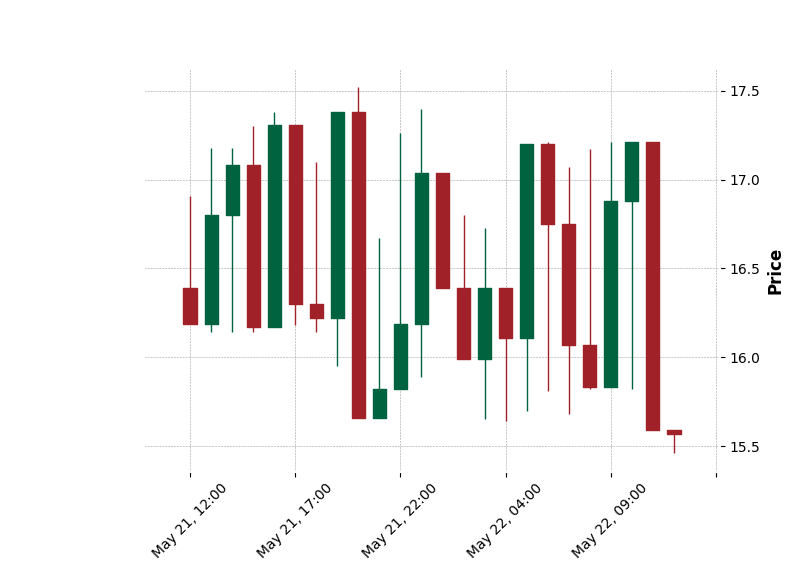 17.5
17.0
16.5
16.0
15.5
Price
May 21, 12:00
May 21, 17:00
May 21, 22:00
May 22, 04:00
May 22, 09:00